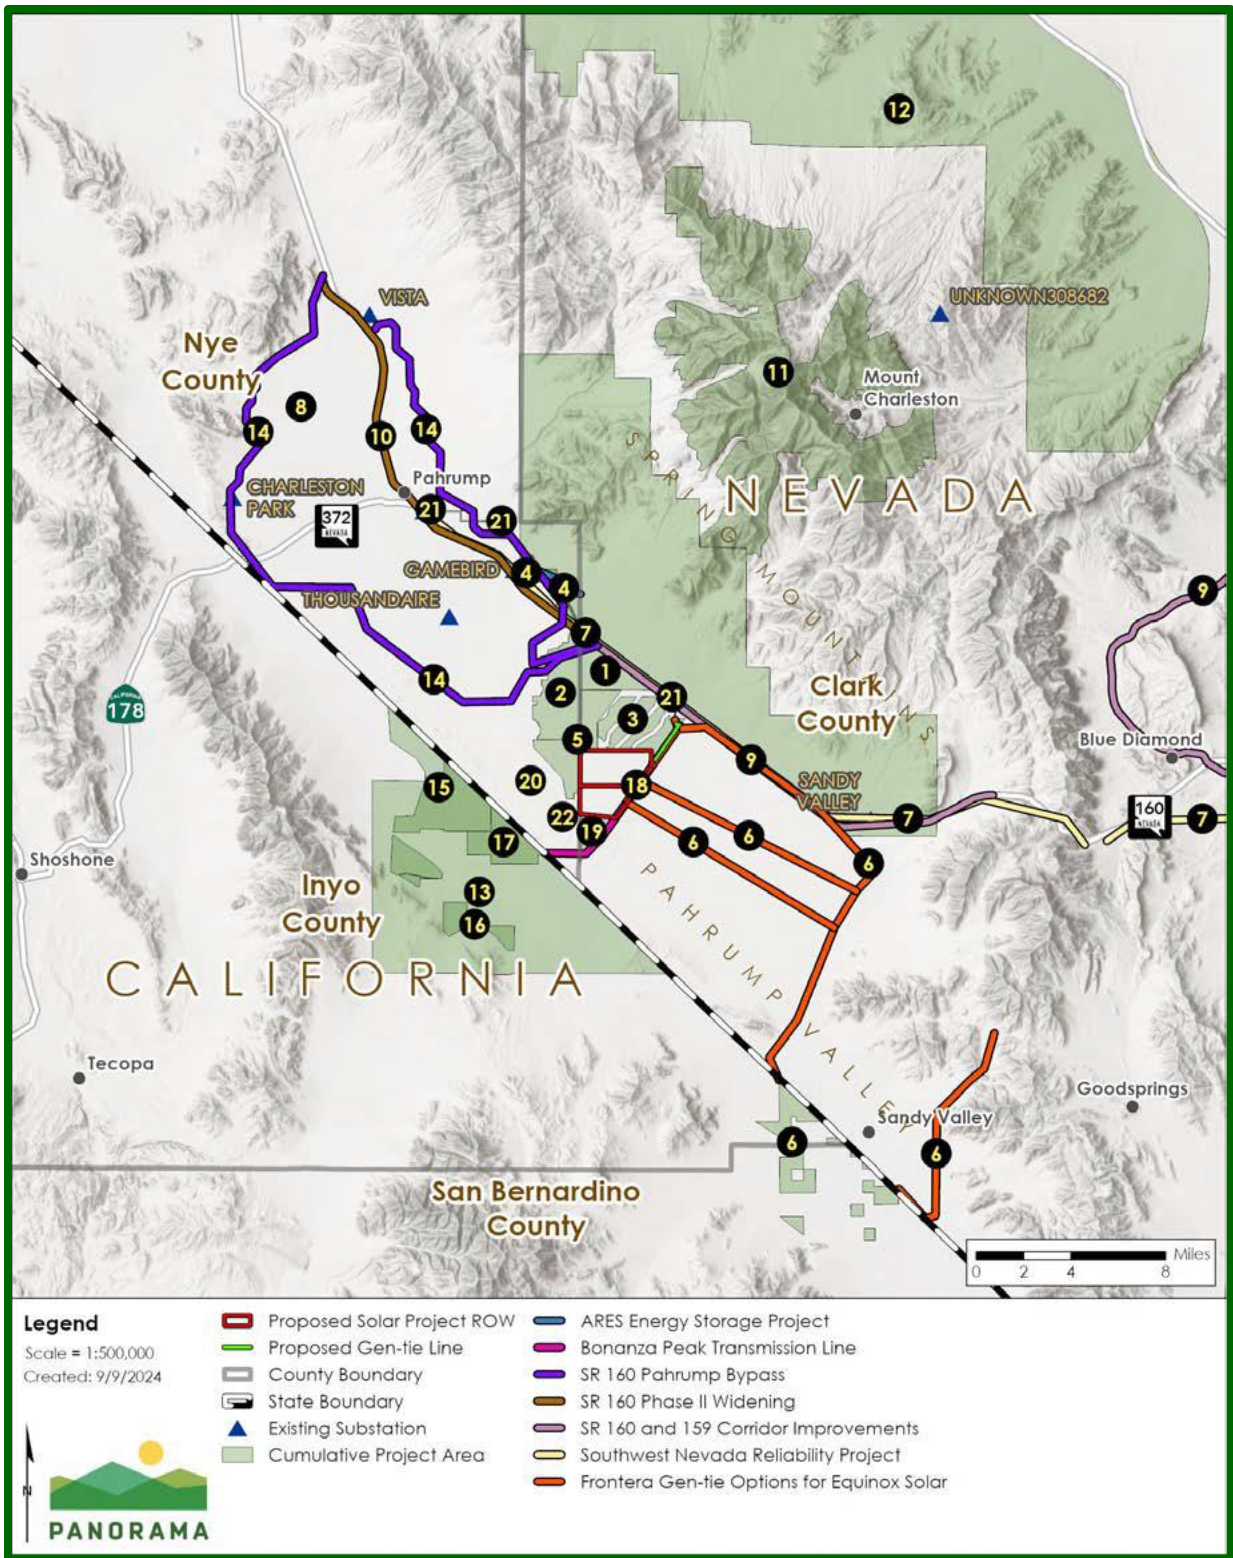 12
VISTA
UNKNOWN308682
Nye
County
11
Mount
Charleston
8
14
10
14
SPRING MOUNTAINS
NEVADA
Pahrump
CHARLESTON
PARK
21
21
372
NEVADA
GAMEBIRD
4
4
9
THOUSANDAIRE
7
1
14
2
21
3
Clark
County
CALIFORNIA
178
5
9
Blue Diamond
15
20
18
SANDY
VALLEY
22
19
6
7
160
NEVADA
7
17
6
6
Shoshone
Inyo
County
13
16
PAHRUMP VALLEY
CALIFORNIA
Tecopa
Goodsprings
Sandy Valley
6
6
San Bernardino
County
Miles
0 2 4 8
Legend
Scale = 1:500,000
Created: 9/9/2024
N
PANORAMA
Proposed Solar Project ROW
Proposed Gen-tie Line
County Boundary
State Boundary
Existing Substation
Cumulative Project Area
ARES Energy Storage Project
Bonanza Peak Transmission Line
SR 160 Pahrump Bypass
SR 160 Phase II Widening
SR 160 and 159 Corridor Improvements
Southwest Nevada Reliability Project
Frontera Gen-tie Options for Equinox Solar